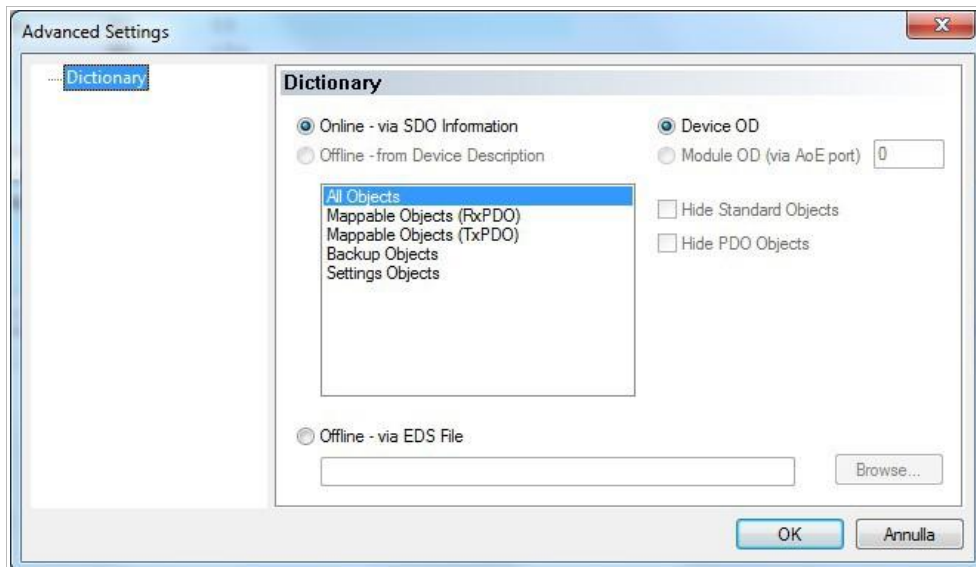 Advanced Settings
Dictionary
Dictionary
Online - via SDO Information
Device OD
Offline - from Device Description
Module OD (via AoE port)
0
All Objects
Mappable Objects (RxPDO)
Mappable Objects (TxPDO)
Backup Objects
Settings Objects
Hide Standard Objects
Hide PDO Objects
Offline - via EDS File
Browse...
OK
Annulla